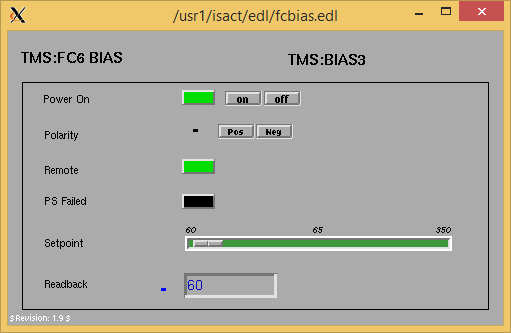 /usr1/isact/edl/fcbias.edl
TMS:FC6 BIAS TMS:BIAS3
Power On on off
Polarity - Pos Neg
Remote
PS Failed
60 65 350
Setpoint
Readback - 60
$Revision: 1.9 $